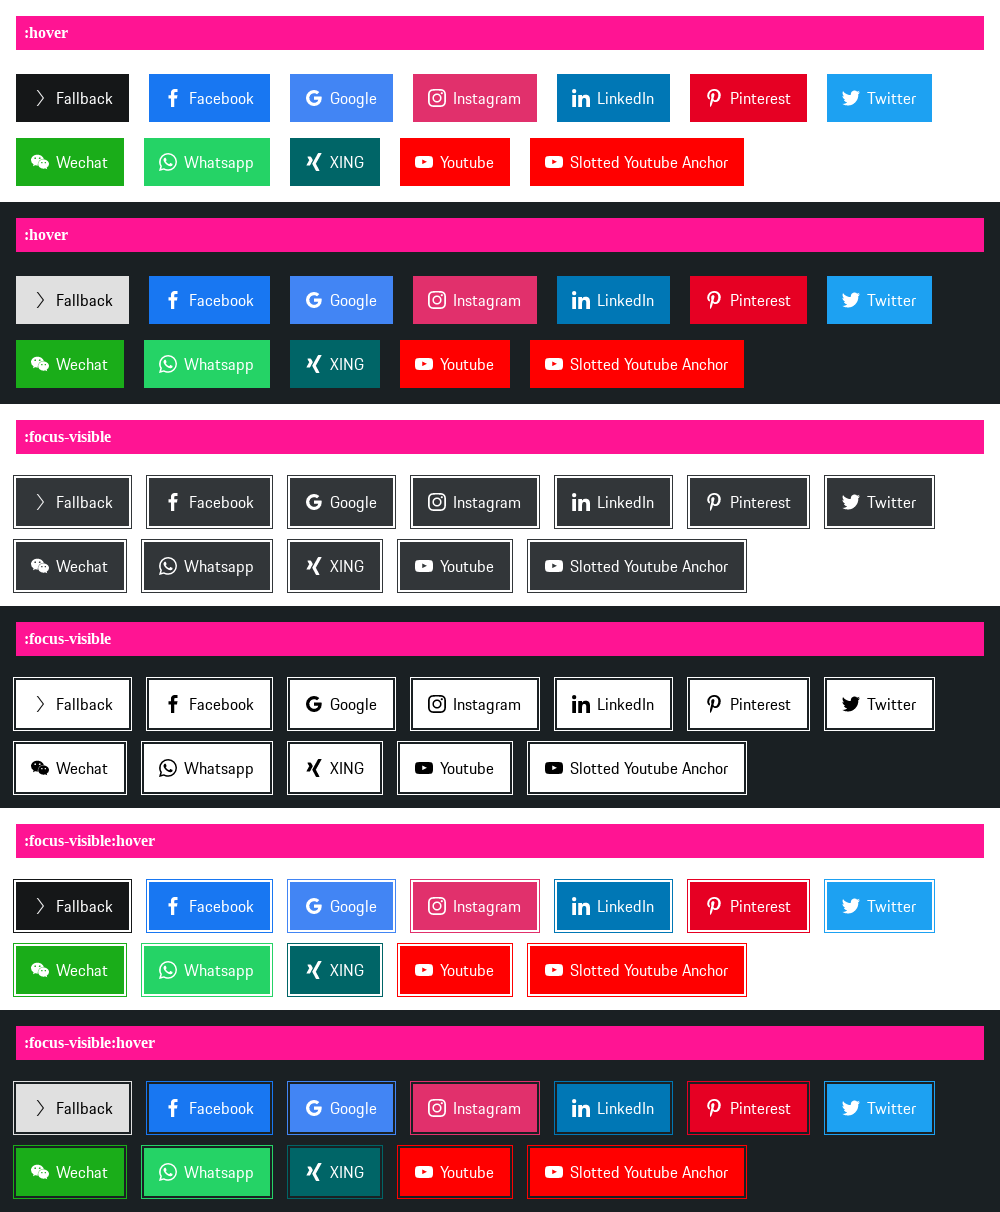 :hover
Fallback Facebook Google Instagram LinkedIn Pinterest Twitter
Wechat Whatsapp XING Youtube Slotted Youtube Anchor
:hover
Fallback Facebook Google Instagram LinkedIn Pinterest Twitter
Wechat Whatsapp XING Youtube Slotted Youtube Anchor
:focus-visible
Fallback Facebook Google Instagram LinkedIn Pinterest Twitter
Wechat Whatsapp XING Youtube Slotted Youtube Anchor
:focus-visible
Fallback Facebook Google Instagram LinkedIn Pinterest Twitter
Wechat Whatsapp XING Youtube Slotted Youtube Anchor
:focus-visible:hover
Fallback Facebook Google Instagram LinkedIn Pinterest Twitter
Wechat Whatsapp XING Youtube Slotted Youtube Anchor
:focus-visible:hover
Fallback Facebook Google Instagram LinkedIn Pinterest Twitter
Wechat Whatsapp XING Youtube Slotted Youtube Anchor